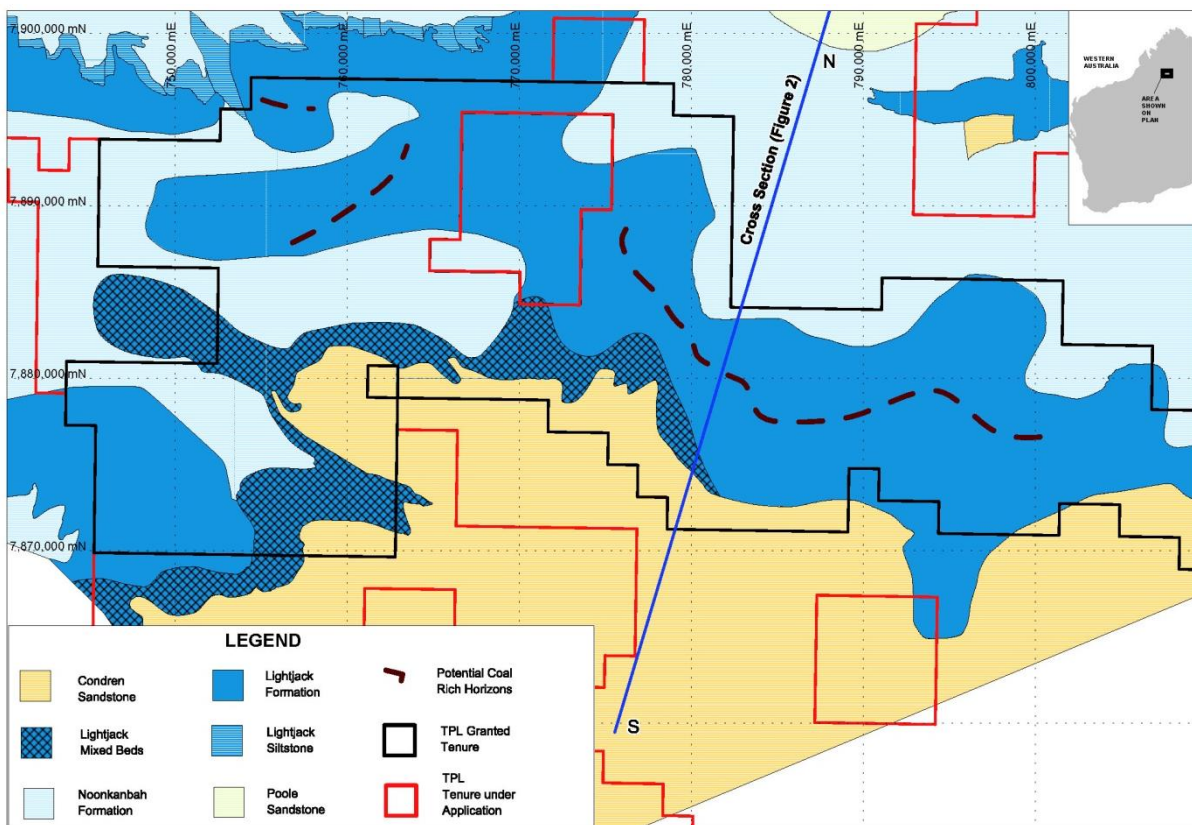 7,900,000 mN
750,000 mE
760,000 mE
770,000 mE
780,000 mE
790,000 mE
800,000 mE
N
WESTERN
AUSTRALIA
AREA
SHOWN
ON
PLAN
Cross Section (Figure 2)
7,890,000 mN
7,880,000 mN
7,870,000 mN
S
LEGEND
Condren
Sandstone
Lightjack
Formation
Potential Coal
Rich Horizons
Lightjack
Mixed Beds
Lightjack
Siltstone
TPL Granted
Tenure
Noonkanbah
Formation
Poole
Sandstone
TPL
Tenure under
Application